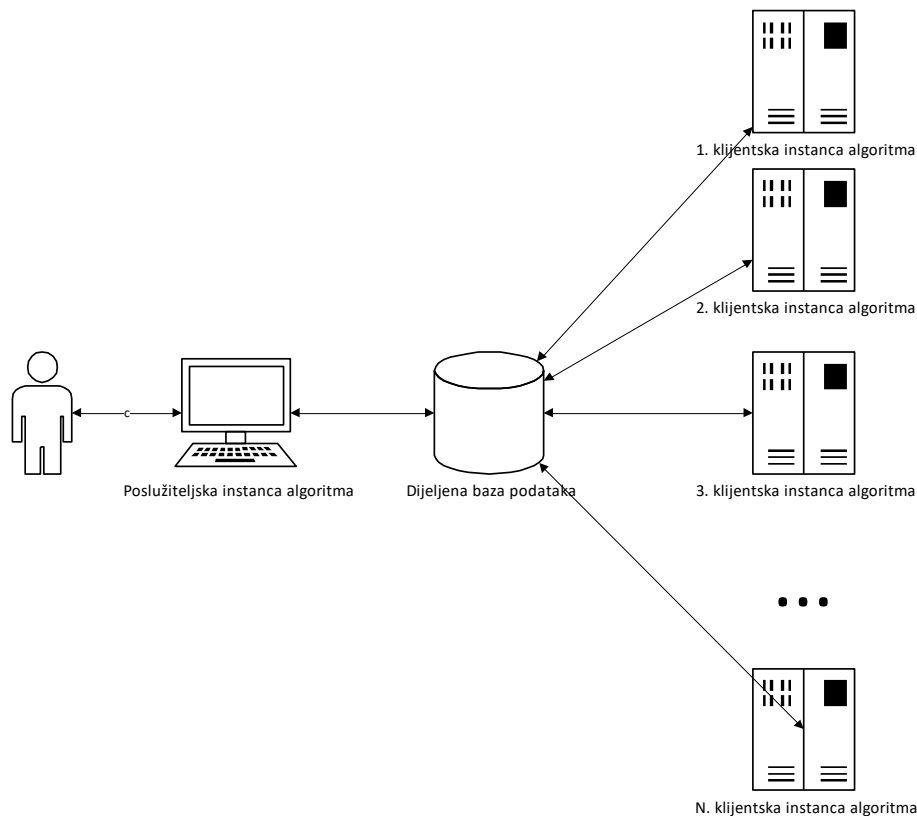 1. klijentska instanca algoritma
2. klijentska instanca algoritma
c
Poslužiteljska instanca algoritma
Dijeljena baza podataka
3. klijentska instanca algoritma
...
N. klijentska instanca algoritma